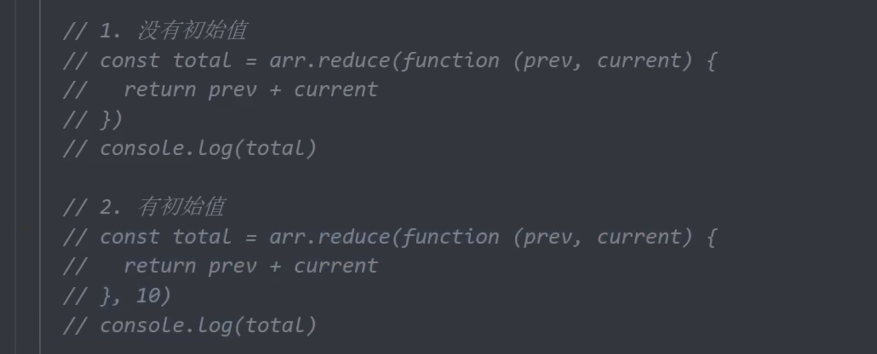 // 1. 没有初始值
// const total = arr.reduce(function (prev, current) {
//   return prev + current
// })
// console.log(total)

// 2. 有初始值
// const total = arr.reduce(function (prev, current) {
//   return prev + current
// }, 10)
// console.log(total)